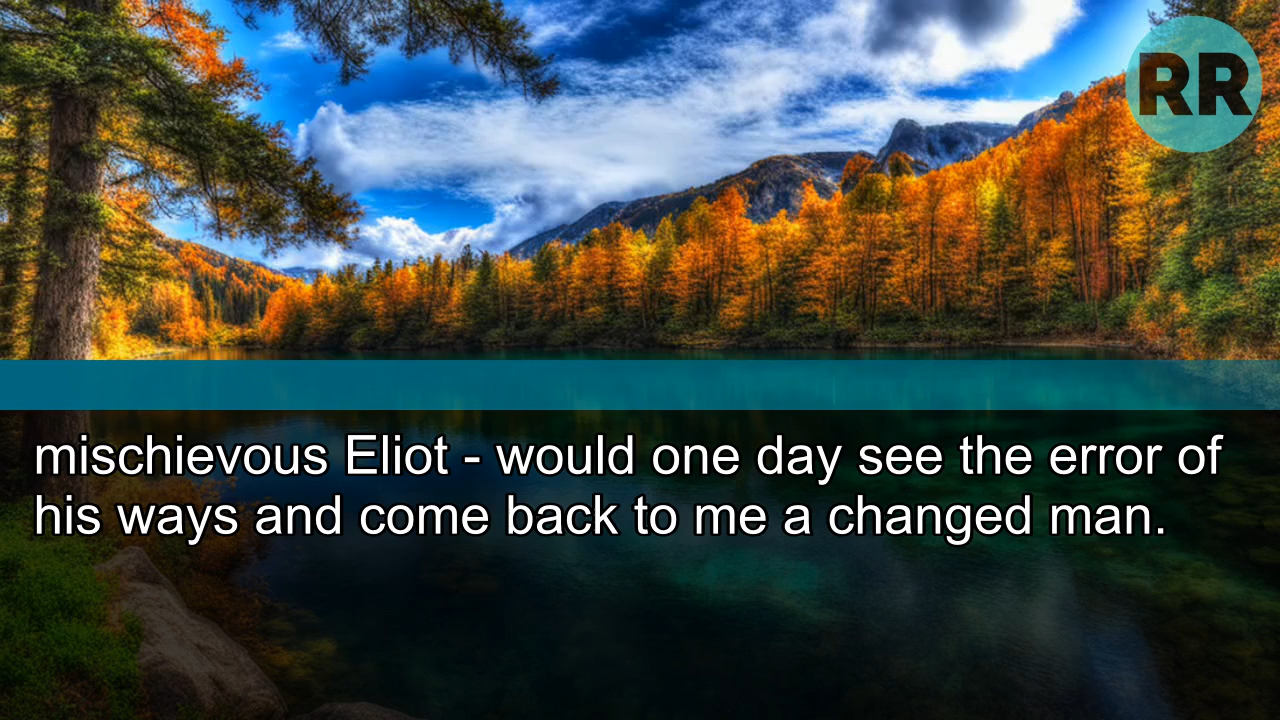 RR
mischievous Eliot - would one day see the error of
his ways and come back to me a changed man.